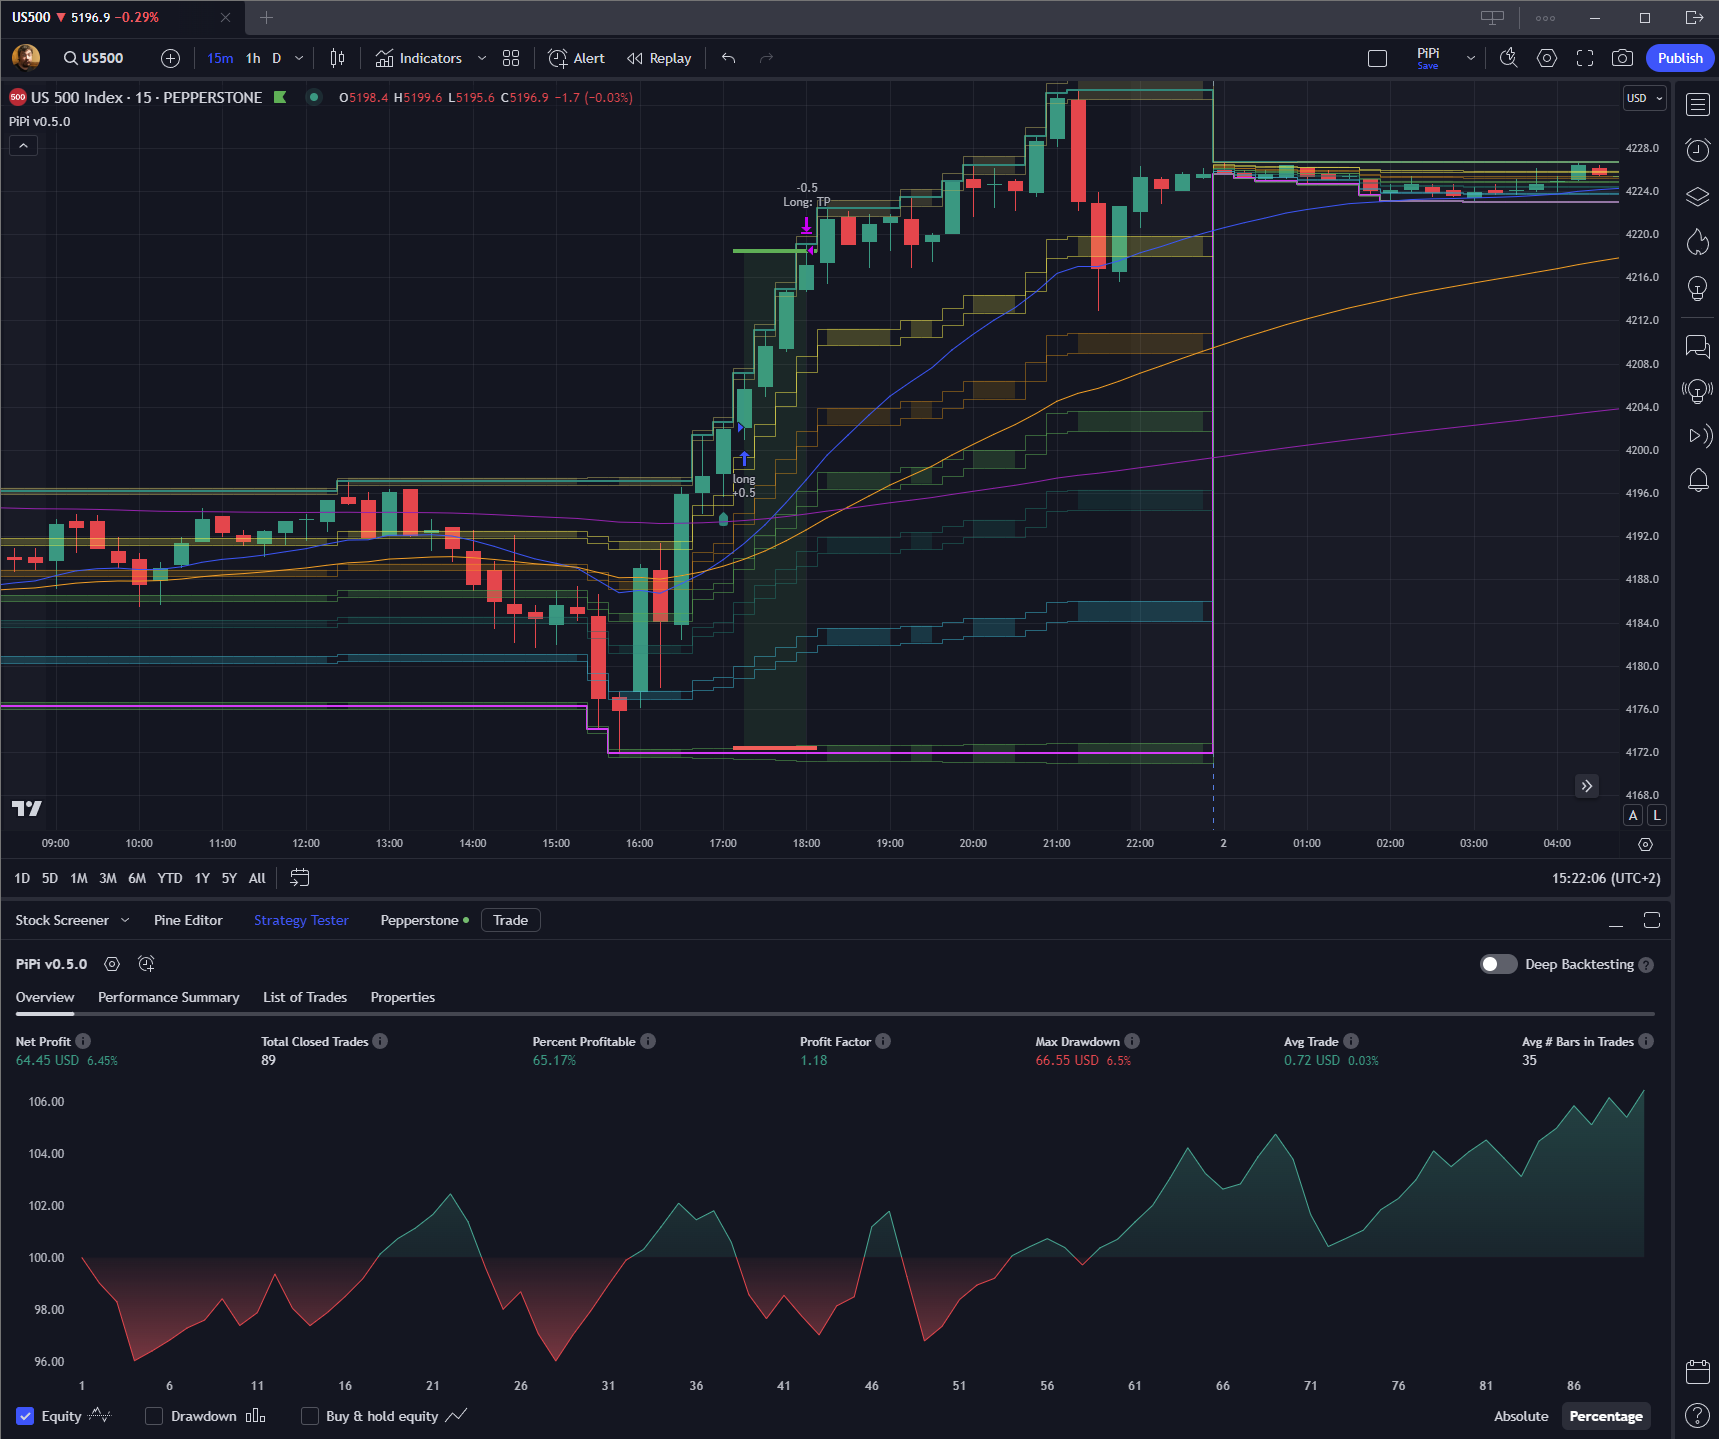 US500 ▼ 5196.9 −0.29%
US500 15m 1h D Indicators Alert Replay PiPi Save Publish
500 US 500 Index · 15 · PEPPERSTONE O5198.4 H5199.6 L5195.6 C5196.9 −1.7 (−0.03%) USD
PiPi v0.5.0
4228.0
-0.5
4224.0
Long: TP
4220.0
4216.0
4212.0
4208.0
4204.0
4200.0
long
+0.5
4196.0
4192.0
4188.0
4184.0
4180.0
4176.0
4172.0
4168.0
A L
09:00 10:00 11:00 12:00 13:00 14:00 15:00 16:00 17:00 18:00 19:00 20:00 21:00 22:00 2 01:00 02:00 03:00 04:00
1D 5D 1M 3M 6M YTD 1Y 5Y All 15:22:06 (UTC+2)
Stock Screener Pine Editor Strategy Tester Pepperstone Trade
PiPi v0.5.0 Deep Backtesting ?
Overview Performance Summary List of Trades Properties
Net Profit Total Closed Trades Percent Profitable Profit Factor Max Drawdown Avg Trade Avg # Bars in Trades
64.45 USD 6.45% 89 65.17% 1.18 66.55 USD 6.5% 0.72 USD 0.03% 35
106.00
104.00
102.00
100.00
98.00
96.00
1 6 11 16 21 26 31 36 41 46 51 56 61 66 71 76 81 86
Equity Drawdown Buy & hold equity Absolute Percentage